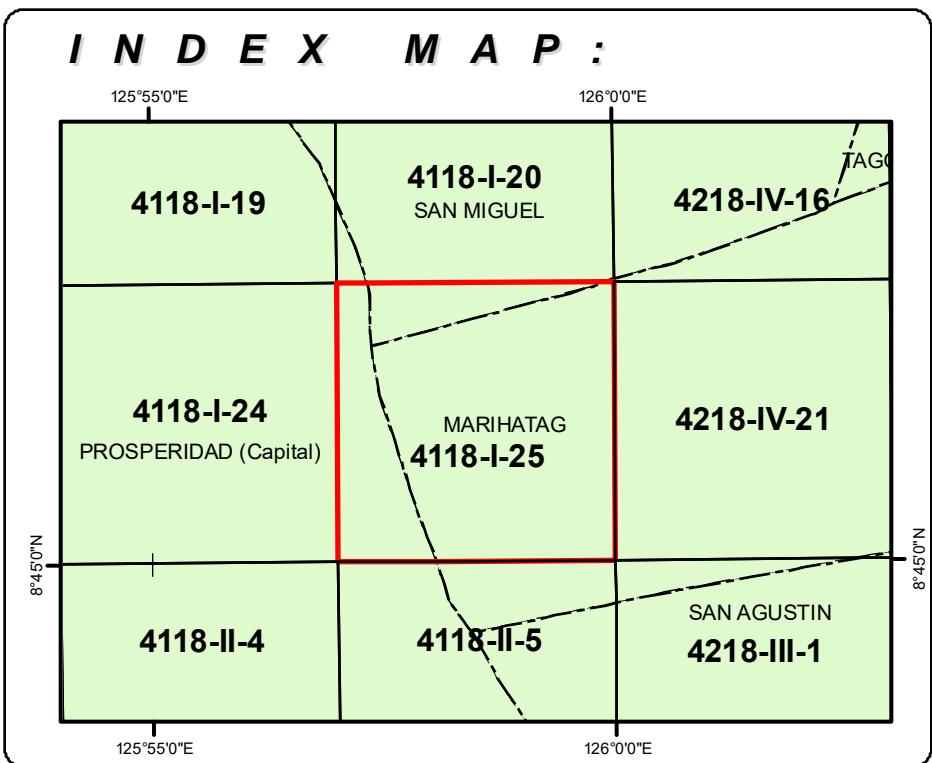 INDEX MAP:
125°55'0"E 126°0'0"E
4118-I-19
4118-I-20
SAN MIGUEL
4218-IV-16
4118-I-24
PROSPERIDAD (Capital)
MARIHATAG
4118-I-25
4218-IV-21
8°45'0"N
8°45'0"N
4118-II-4
4118-II-5
SAN AGUSTIN
4218-III-1
125°55'0"E 126°0'0"E